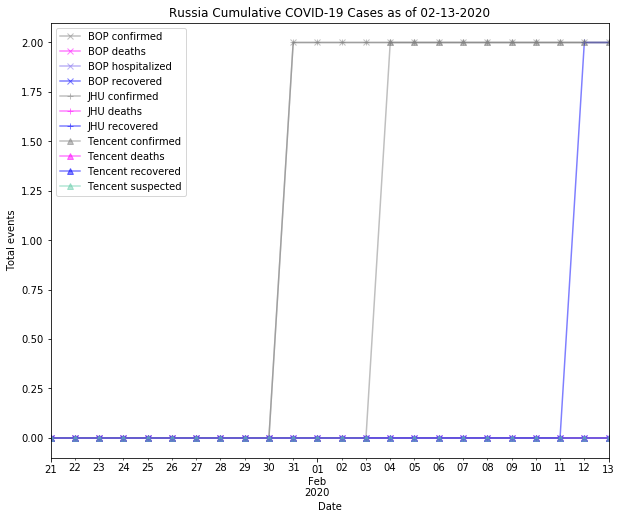 Russia Cumulative COVID-19 Cases as of 02-13-2020
BOP confirmed
BOP deaths
BOP hospitalized
BOP recovered
JHU confirmed
JHU deaths
JHU recovered
Tencent confirmed
Tencent deaths
Tencent recovered
Tencent suspected
Total events
2.00
1.75
1.50
1.25
1.00
0.75
0.50
0.25
0.00
21 22 23 24 25 26 27 28 29 30 31 01 02 03 04 05 06 07 08 09 10 11 12 13
Feb
2020
Date